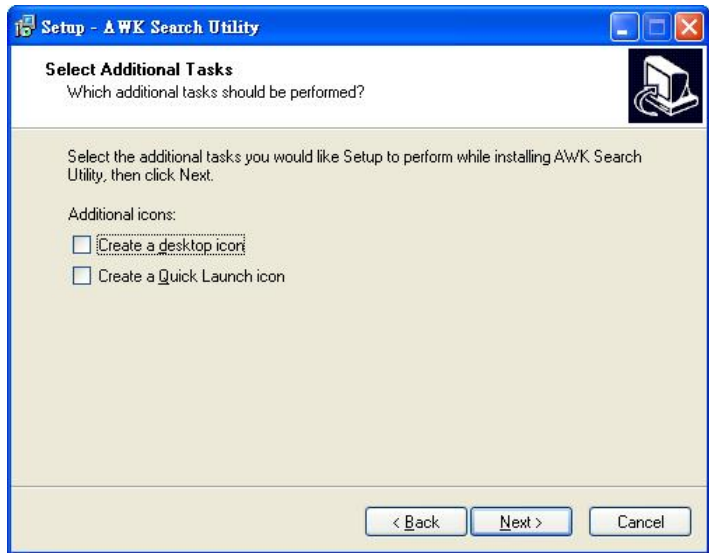 Setup - AWK Search Utility
Select Additional Tasks
Which additional tasks should be performed?
Select the additional tasks you would like Setup to perform while installing AWK Search
Utility, then click Next.
Additional icons:
Create a desktop icon
Create a Quick Launch icon
< Back
Next >
Cancel